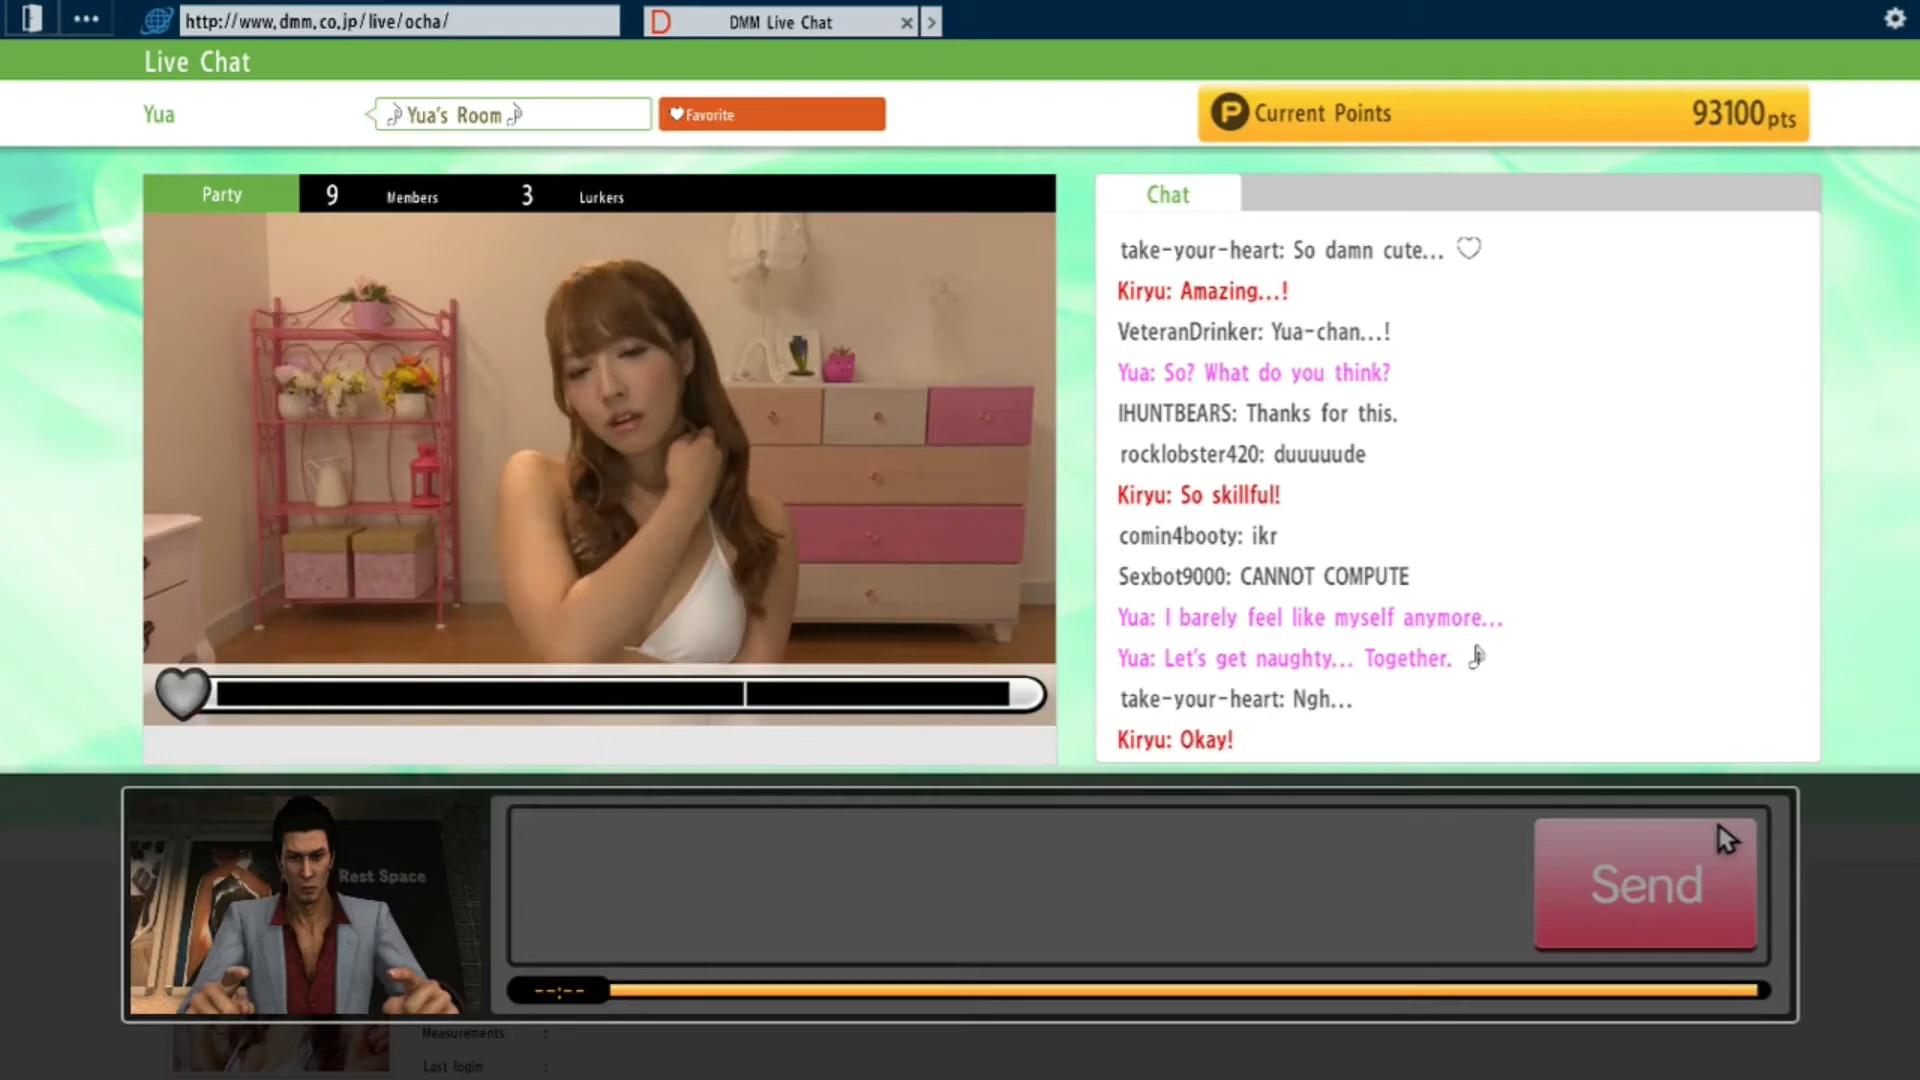 http://www.dmm.co.jp/live/ocha/
D DMM Live Chat
Live Chat
Yua
Yua's Room
Favorite
P Current Points 93100 pts
Party 9 Members 3 Lurkers
Chat
take-your-heart: So damn cute...
Kiryu: Amazing...!
VeteranDrinker: Yua-chan...!
Yua: So? What do you think?
IHUNTBEARS: Thanks for this.
rocklobster420: duuuuude
Kiryu: So skillful!
comin4booty: ikr
Sexbot9000: CANNOT COMPUTE
Yua: I barely feel like myself anymore...
Yua: Let's get naughty... Together.
take-your-heart: Ngh...
Kiryu: Okay!
Rest Space
Send
--:--
Measurements :
Last login :